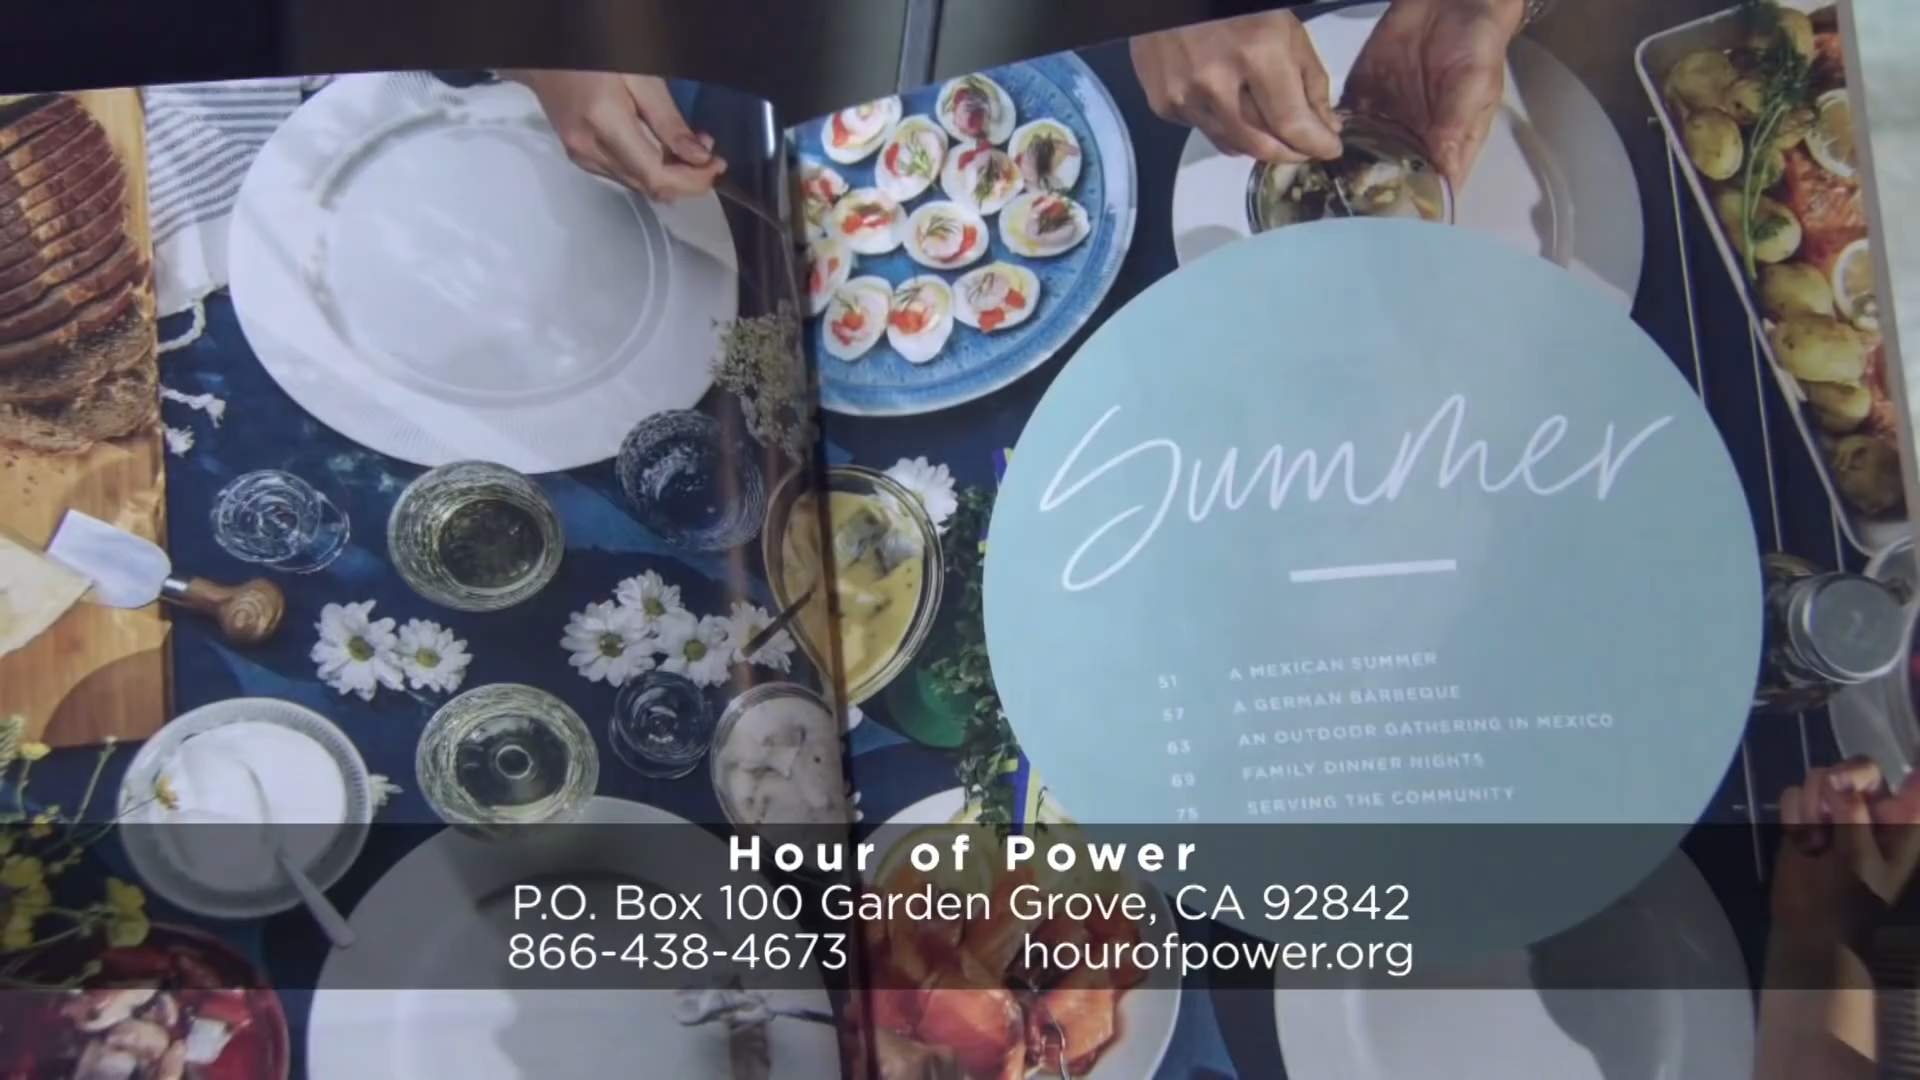 Summer
51 A MEXICAN SUMMER
57 A GERMAN BARBEQUE
63 AN OUTDOOR GATHERING IN MEXICO
69 FAMILY DINNER NIGHTS
75 SERVING THE COMMUNITY
Hour of Power
P.O. Box 100 Garden Grove, CA 92842
866-438-4673 hourofpower.org